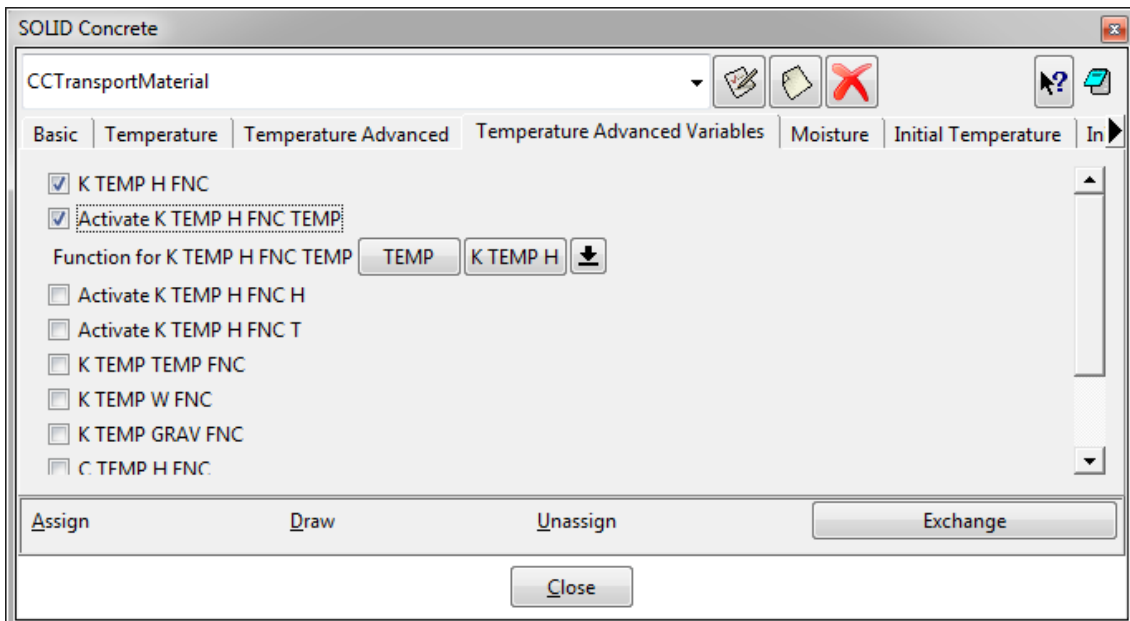 SOLID Concrete
CCTransportMaterial
Basic Temperature Temperature Advanced Temperature Advanced Variables Moisture Initial Temperature In
K TEMP H FNC
Activate K TEMP H FNC TEMP
Function for K TEMP H FNC TEMP TEMP K TEMP H
Activate K TEMP H FNC H
Activate K TEMP H FNC T
K TEMP TEMP FNC
K TEMP W FNC
K TEMP GRAV FNC
C TEMP H FNC
Assign Draw Unassign Exchange
Close